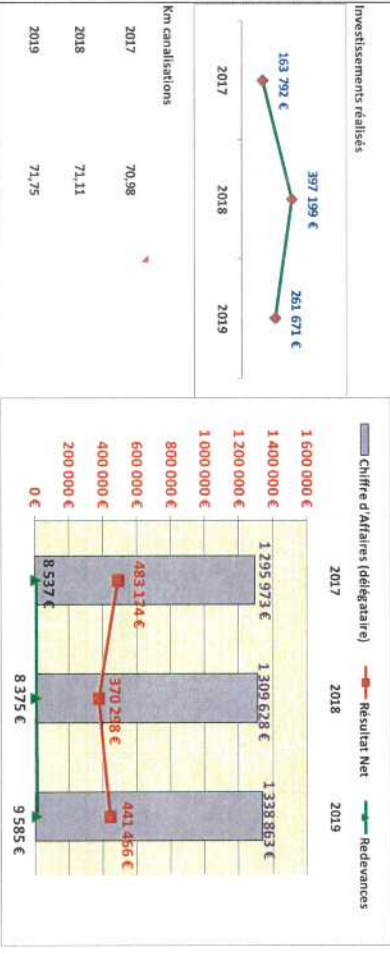 Investissements réalisés
163 792 €
397 199 €
261 671 €
2017
2018
2019
Km canalisations
2017 70,98
2018 71,11
2019 71,75
Chiffre d'Affaires (délégataire) Résultat Net Redevances
2017 2018 2019
1 600 000 €
1 400 000 €
1 200 000 €
1 000 000 €
800 000 €
600 000 €
400 000 €
200 000 €
0 €
1 295 973 €
1 309 628 €
1 338 863 €
483 174 €
370 298 €
441 466 €
8 537 €
8 375 €
9 585 €